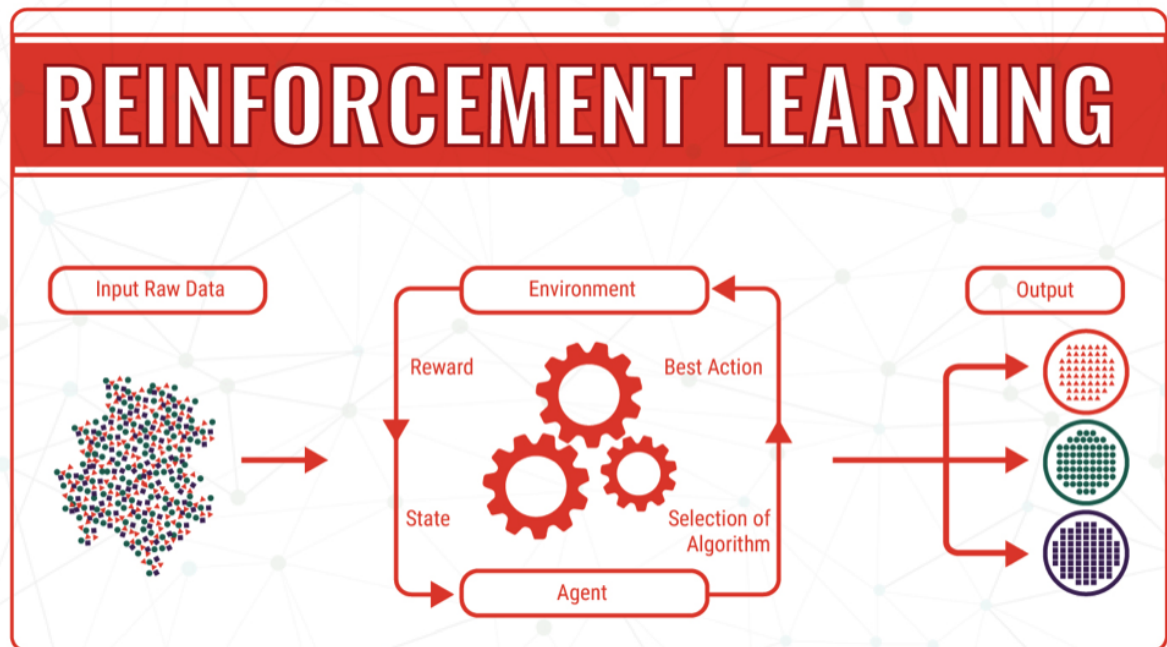 REINFORCEMENT LEARNING
Input Raw Data
Environment
Output
Reward
Best Action
State
Selection of
Algorithm
Agent